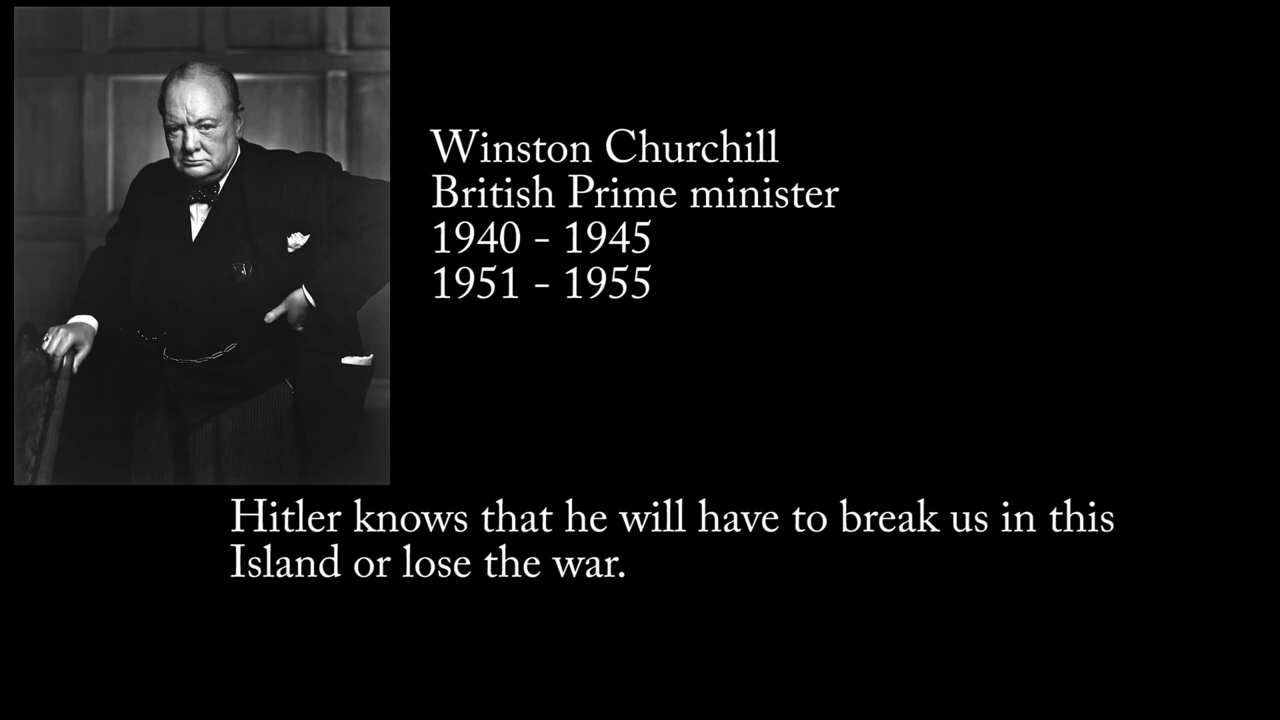 Winston Churchill
British Prime minister
1940 - 1945
1951 - 1955
Hitler knows that he will have to break us in this
Island or lose the war.